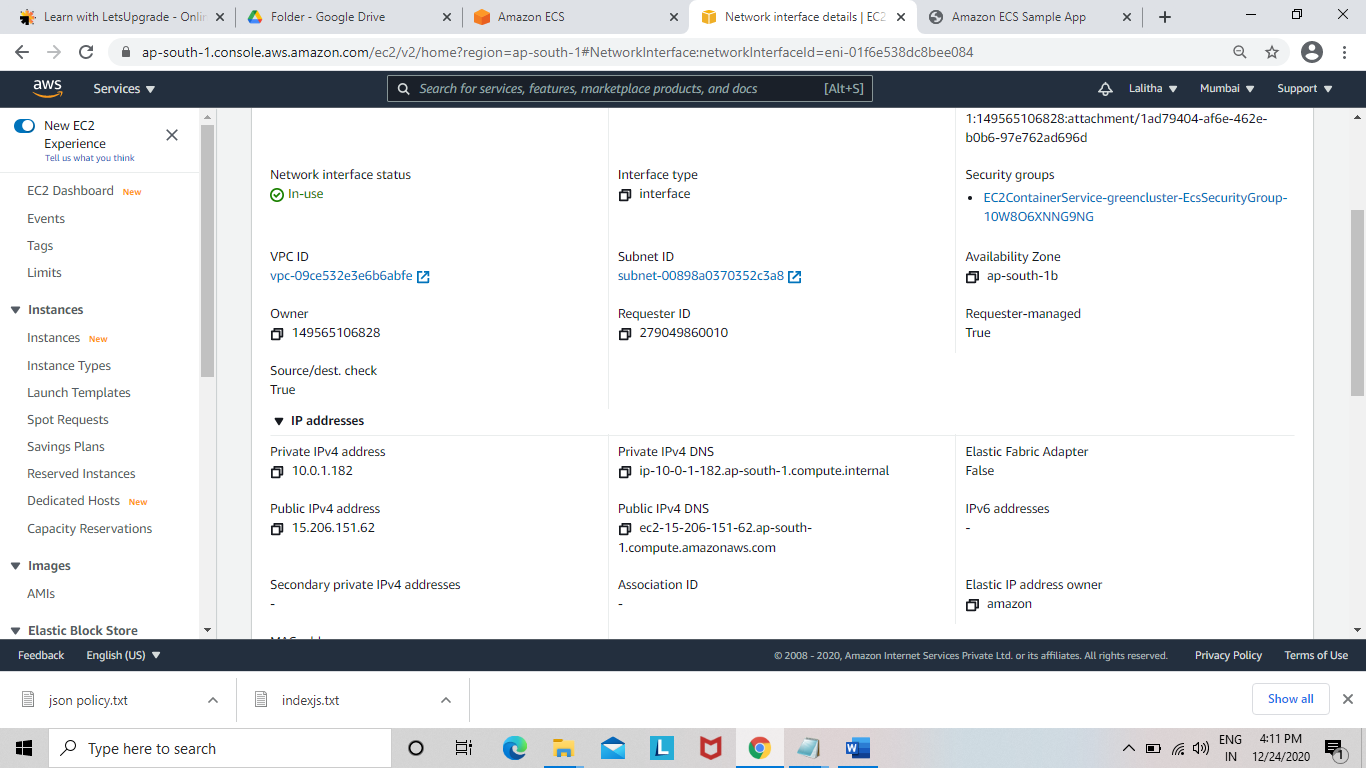 Learn with LetsUpgrade - Onlin
Folder - Google Drive
Amazon ECS
Network interface details | EC2
Amazon ECS Sample App
ap-south-1.console.aws.amazon.com/ec2/v2/home?region=ap-south-1#NetworkInterface:networkInterfaceId=eni-01f6e538dc8bee084
aws
Services
Search for services, features, marketplace products, and docs
[Alt+S]
Lalitha
Mumbai
Support
New EC2
Experience
Tell us what you think
EC2 Dashboard New
Events
Tags
Limits
Instances
Instances New
Instance Types
Launch Templates
Spot Requests
Savings Plans
Reserved Instances
Dedicated Hosts New
Capacity Reservations
Images
AMIs
Elastic Block Store
1:149565106828:attachment/1ad79404-af6e-462e-
b0b6-97e762ad696d
Network interface status
In-use
Interface type
interface
Security groups
EC2ContainerService-greencluster-EcsSecurityGroup-
10W8O6XNNG9NG
VPC ID
vpc-09ce532e3e6b6abfe
Subnet ID
subnet-00898a0370352c3a8
Availability Zone
ap-south-1b
Owner
149565106828
Requester ID
279049860010
Requester-managed
True
Source/dest. check
True
IP addresses
Private IPv4 address
10.0.1.182
Private IPv4 DNS
ip-10-0-1-182.ap-south-1.compute.internal
Elastic Fabric Adapter
False
Public IPv4 address
15.206.151.62
Public IPv4 DNS
ec2-15-206-151-62.ap-south-
1.compute.amazonaws.com
IPv6 addresses
-
Secondary private IPv4 addresses
-
Association ID
-
Elastic IP address owner
amazon
Feedback
English (US)
© 2008 - 2020, Amazon Internet Services Private Ltd. or its affiliates. All rights reserved.
Privacy Policy
Terms of Use
json policy.txt
indexjs.txt
Show all
Type here to search
L
W
ENG
IN
4:11 PM
12/24/2020
1